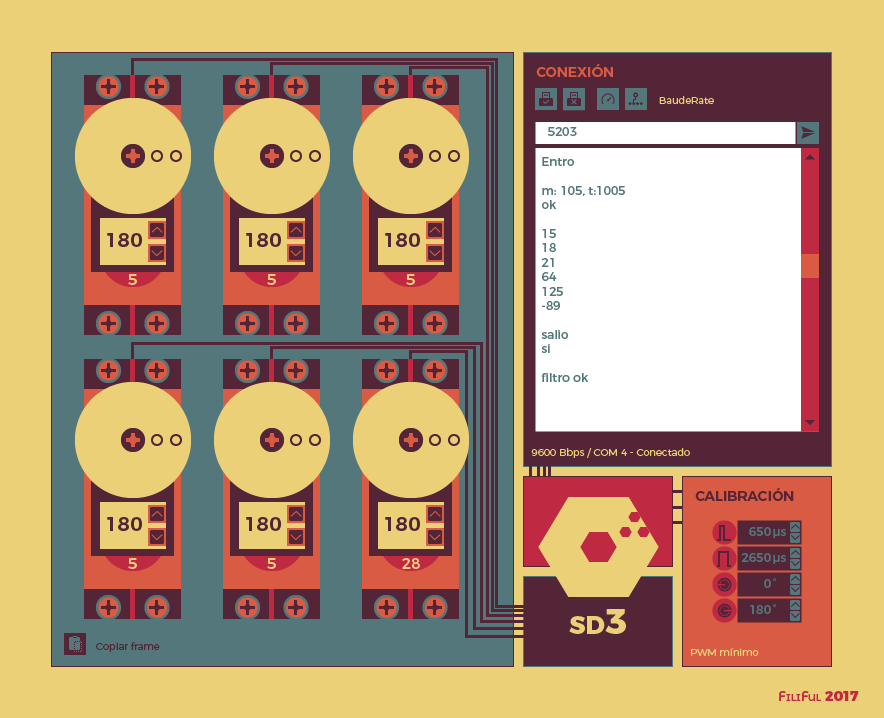 180
180
180
5
5
5
180
180
180
5
5
28
Copiar frame
CONEXIÓN
BaudeRate
5203
Entro
m: 105, t:1005
ok
15
18
21
64
125
-89
salio
si
filtro ok
9600 Bbps / COM 4 - Conectado
SD3
CALIBRACIÓN
650µs
2650µs
0°
180°
PWM mínimo
FiliFul 2017